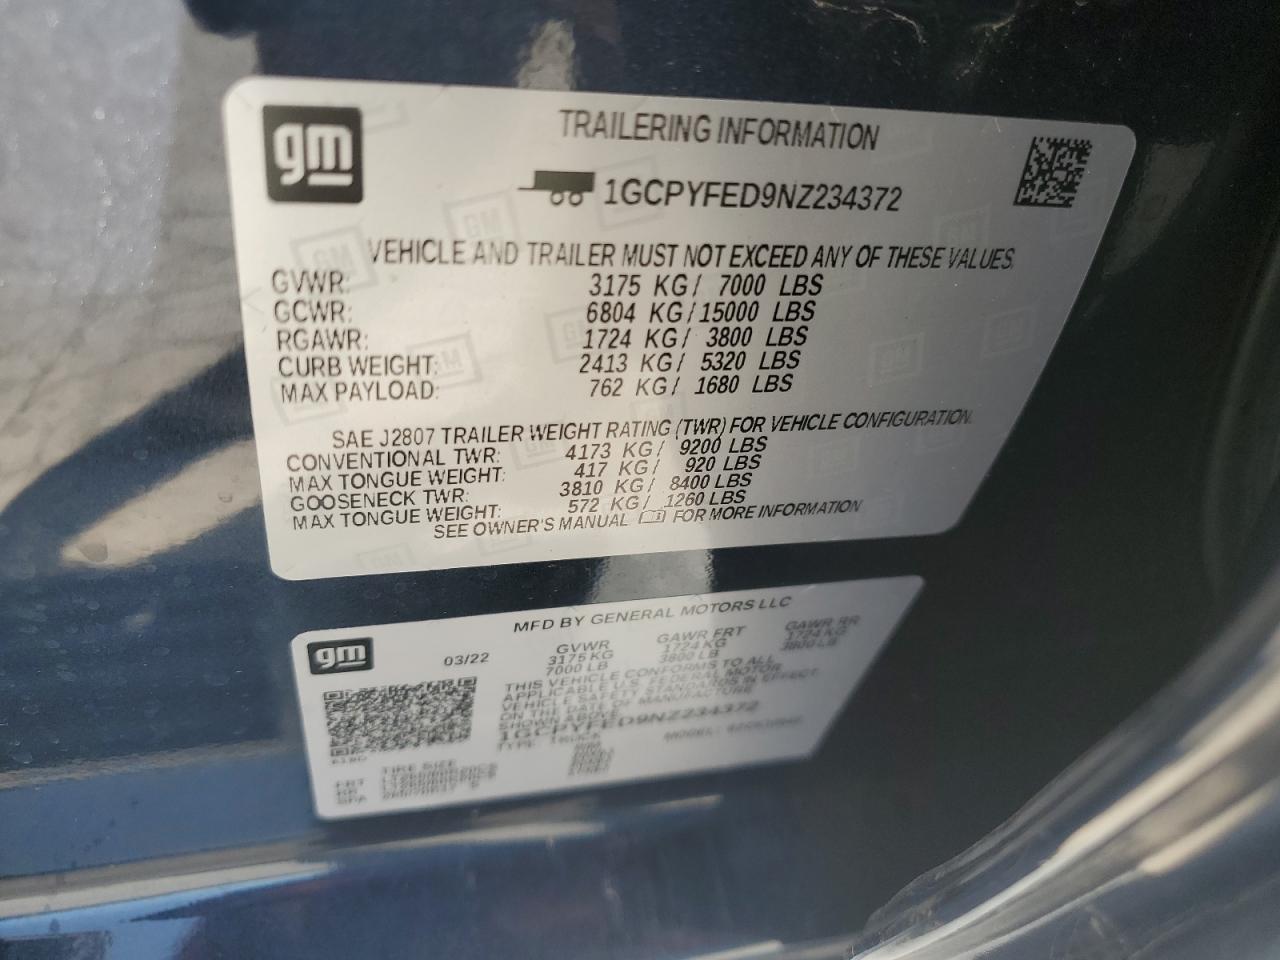 gm
TRAILERING INFORMATION
1GCPYFED9NZ234372
VEHICLE AND TRAILER MUST NOT EXCEED ANY OF THESE VALUES
GVWR: 3175 KG/ 7000 LBS
GCWR: 6804 KG/15000 LBS
RGAWR: 1724 KG/ 3800 LBS
CURB WEIGHT: 2413 KG/ 5320 LBS
MAX PAYLOAD: 762 KG/ 1680 LBS
SAE J2807 TRAILER WEIGHT RATING (TWR) FOR VEHICLE CONFIGURATION.
CONVENTIONAL TWR: 4173 KG/ 9200 LBS
MAX TONGUE WEIGHT: 417 KG/ 920 LBS
GOOSENECK TWR: 3810 KG/ 8400 LBS
MAX TONGUE WEIGHT: 572 KG/ 1260 LBS
SEE OWNER'S MANUAL FOR MORE INFORMATION
MFD BY GENERAL MOTORS LLC
gm
03/22
GVWR GAWR FRT GAWR RR
3175 KG 1724 KG 1724 KG
7000 LB 3800 LB 3800 LB
THIS VEHICLE CONFORMS TO ALL
APPLICABLE U.S. FEDERAL MOTOR
VEHICLE SAFETY STANDARDS IN EFFECT
ON THE DATE OF MANUFACTURE
SHOWN ABOVE.
1GCPYFED9NZ234372
TYPE: TRUCK MODEL:
TIRE SIZE
FRT
RR
SPA